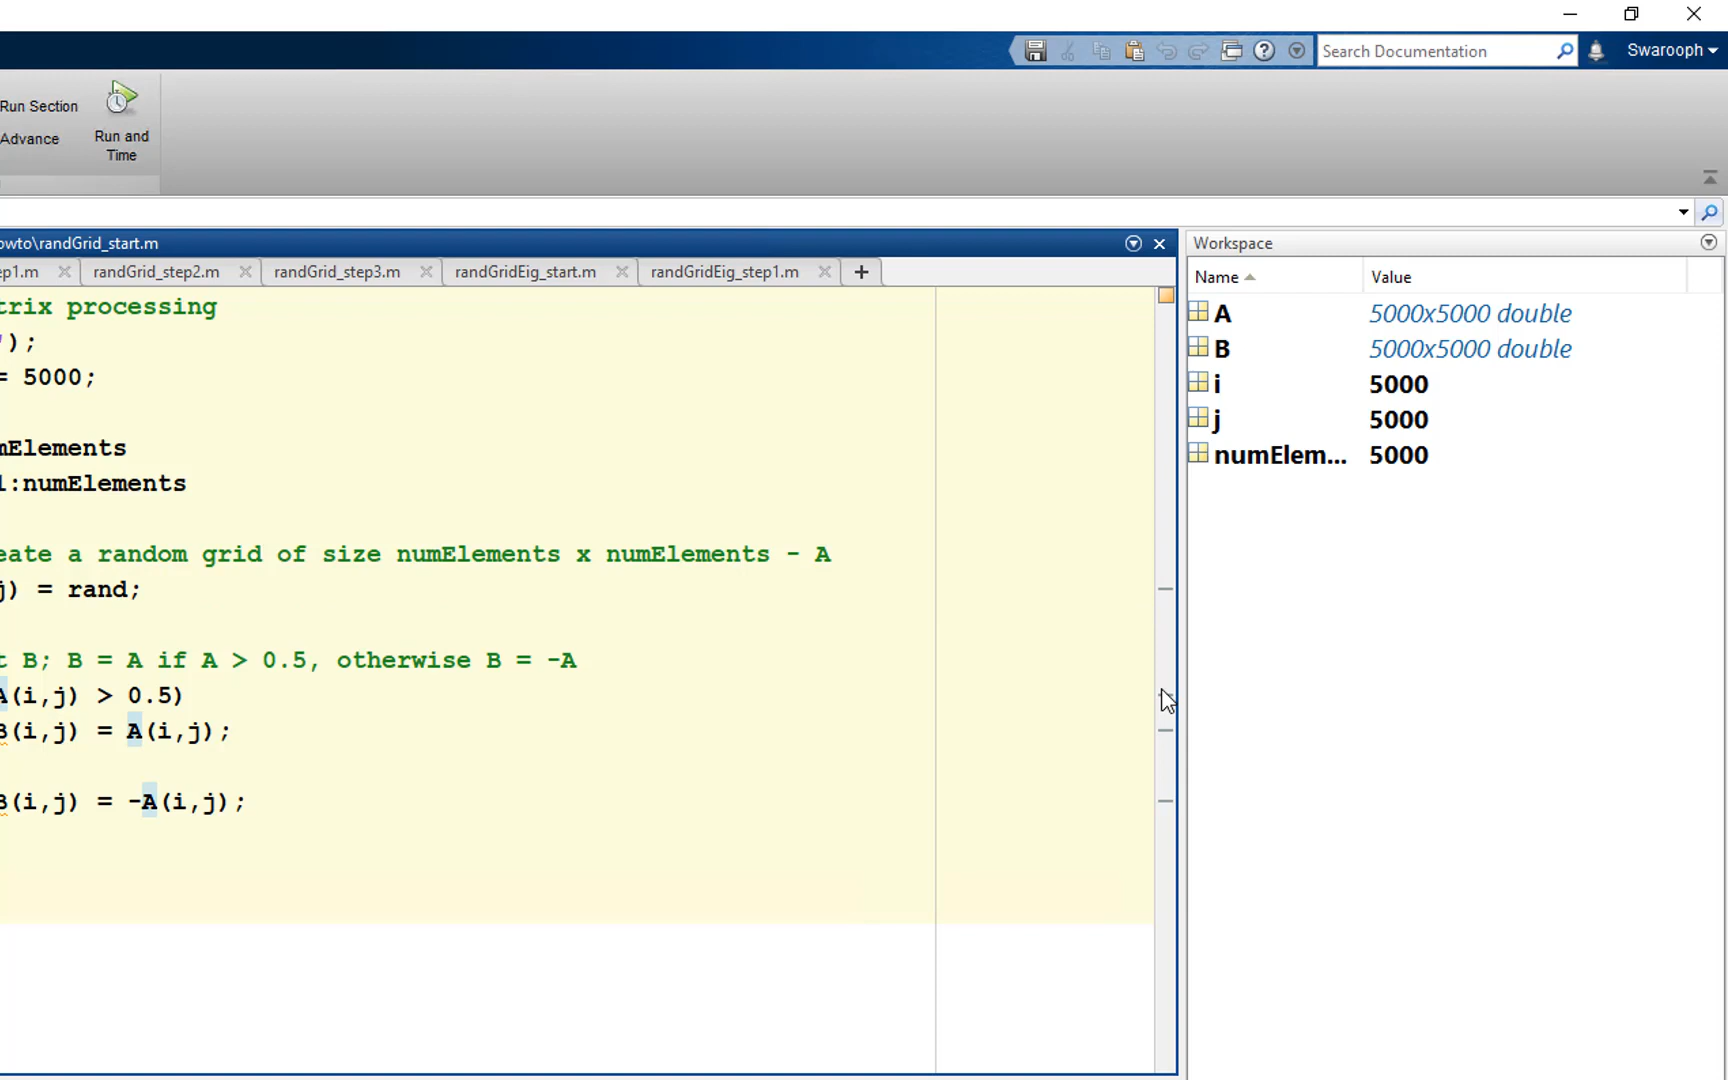 Search Documentation
Swarooph
Run Section
Advance
Run and
Time
owto\randGrid_start.m
ep1.m
randGrid_step2.m
randGrid_step3.m
randGridEig_start.m
randGridEig_step1.m
+
trix processing
');
= 5000;
mElements
1:numElements
eate a random grid of size numElements x numElements - A
j) = rand;
t B; B = A if A > 0.5, otherwise B = -A
A(i,j) > 0.5)
B(i,j) = A(i,j);
B(i,j) = -A(i,j);
Workspace
Name Value
A 5000x5000 double
B 5000x5000 double
i 5000
j 5000
numElem... 5000